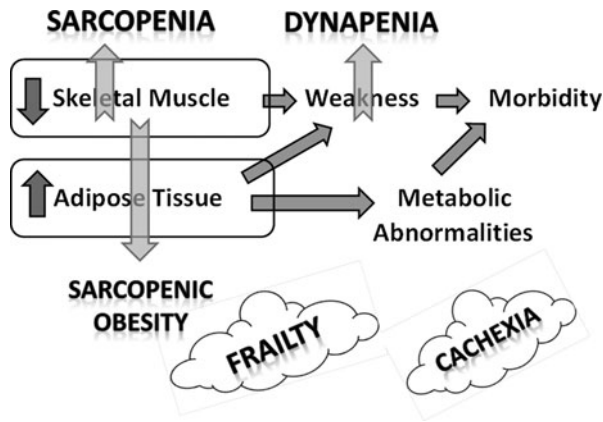 SARCOPENIA DYNAPENIA
Skeletal Muscle Weakness Morbidity
Adipose Tissue Metabolic
Abnormalities
SARCOPENIC
OBESITY
FRAILTY
CACHEXIA